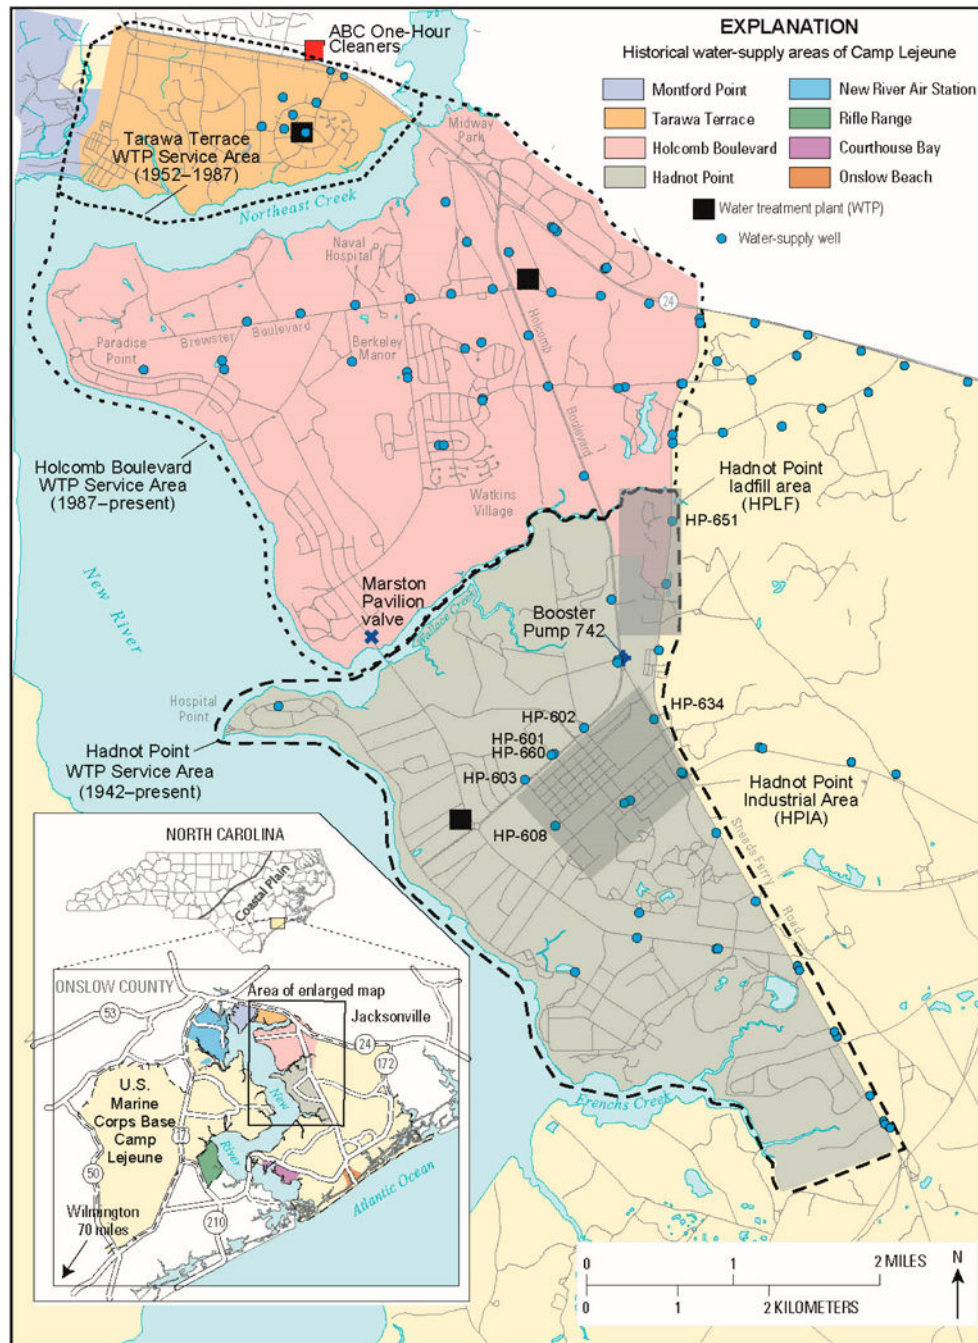 ABC One-Hour
Cleaners
EXPLANATION
Historical water-supply areas of Camp Lejeune
Montford Point
New River Air Station
Tarawa Terrace
Rifle Range
Holcomb Boulevard
Courthouse Bay
Hadnot Point
Onslow Beach
Water treatment plant (WTP)
Water-supply well
Midway
Park
Tarawa Terrace
WTP Service Area
(1952–1987)
Northeast Creek
Naval
Hospital
24
Holcomb
Boulevard
Paradise
Point
Brewster
Boulevard
Berkeley
Manor
Holcomb Boulevard
WTP Service Area
(1987–present)
Watkins
Village
Hadnot Point
ladfill area
(HPLF)
HP-651
New River
Marston
Pavilion
valve
Wallace Creek
Booster
Pump 742
Hospital
Point
HP-634
HP-602
HP-601
HP-660
HP-603
HP-608
Hadnot Point
WTP Service Area
(1942–present)
Hadnot Point
Industrial Area
(HPIA)
Sneads Ferry
Road
Frenchs Creek
NORTH CAROLINA
Coastal Plain
ONSLOW COUNTY
Area of enlarged map
53
Jacksonville
24
172
U.S.
Marine
Corps Base
Camp
Lejeune
17
New
River
50
210
Wilmington
70 miles
Atlantic Ocean
0 1 2 MILES
0 1 2 KILOMETERS
N